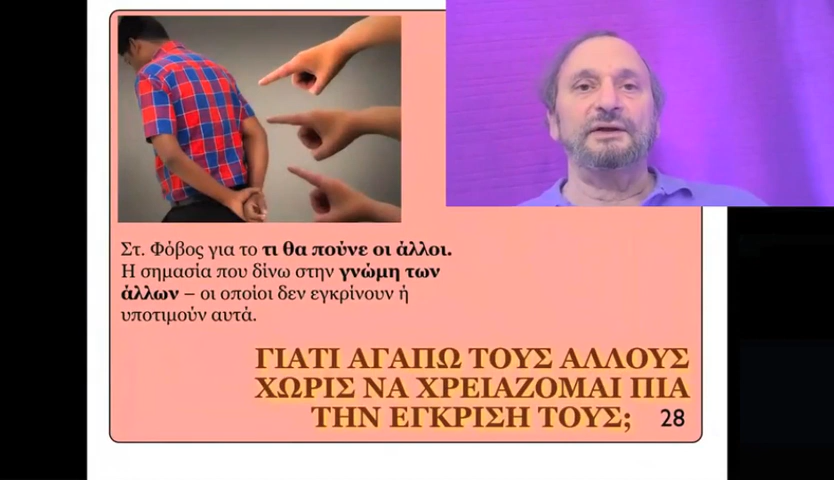 Στ. Φόβος για το τι θα πούνε οι άλλοι.
Η σημασία που δίνω στην γνώμη των
άλλων – οι οποίοι δεν εγκρίνουν ή
υποτιμούν αυτά.
ΓΙΑΤΙ ΑΓΑΠΩ ΤΟΥΣ ΑΛΛΟΥΣ
ΧΩΡΙΣ ΝΑ ΧΡΕΙΑΖΟΜΑΙ ΠΙΑ
ΤΗΝ ΕΓΚΡΙΣΗ ΤΟΥΣ; 28